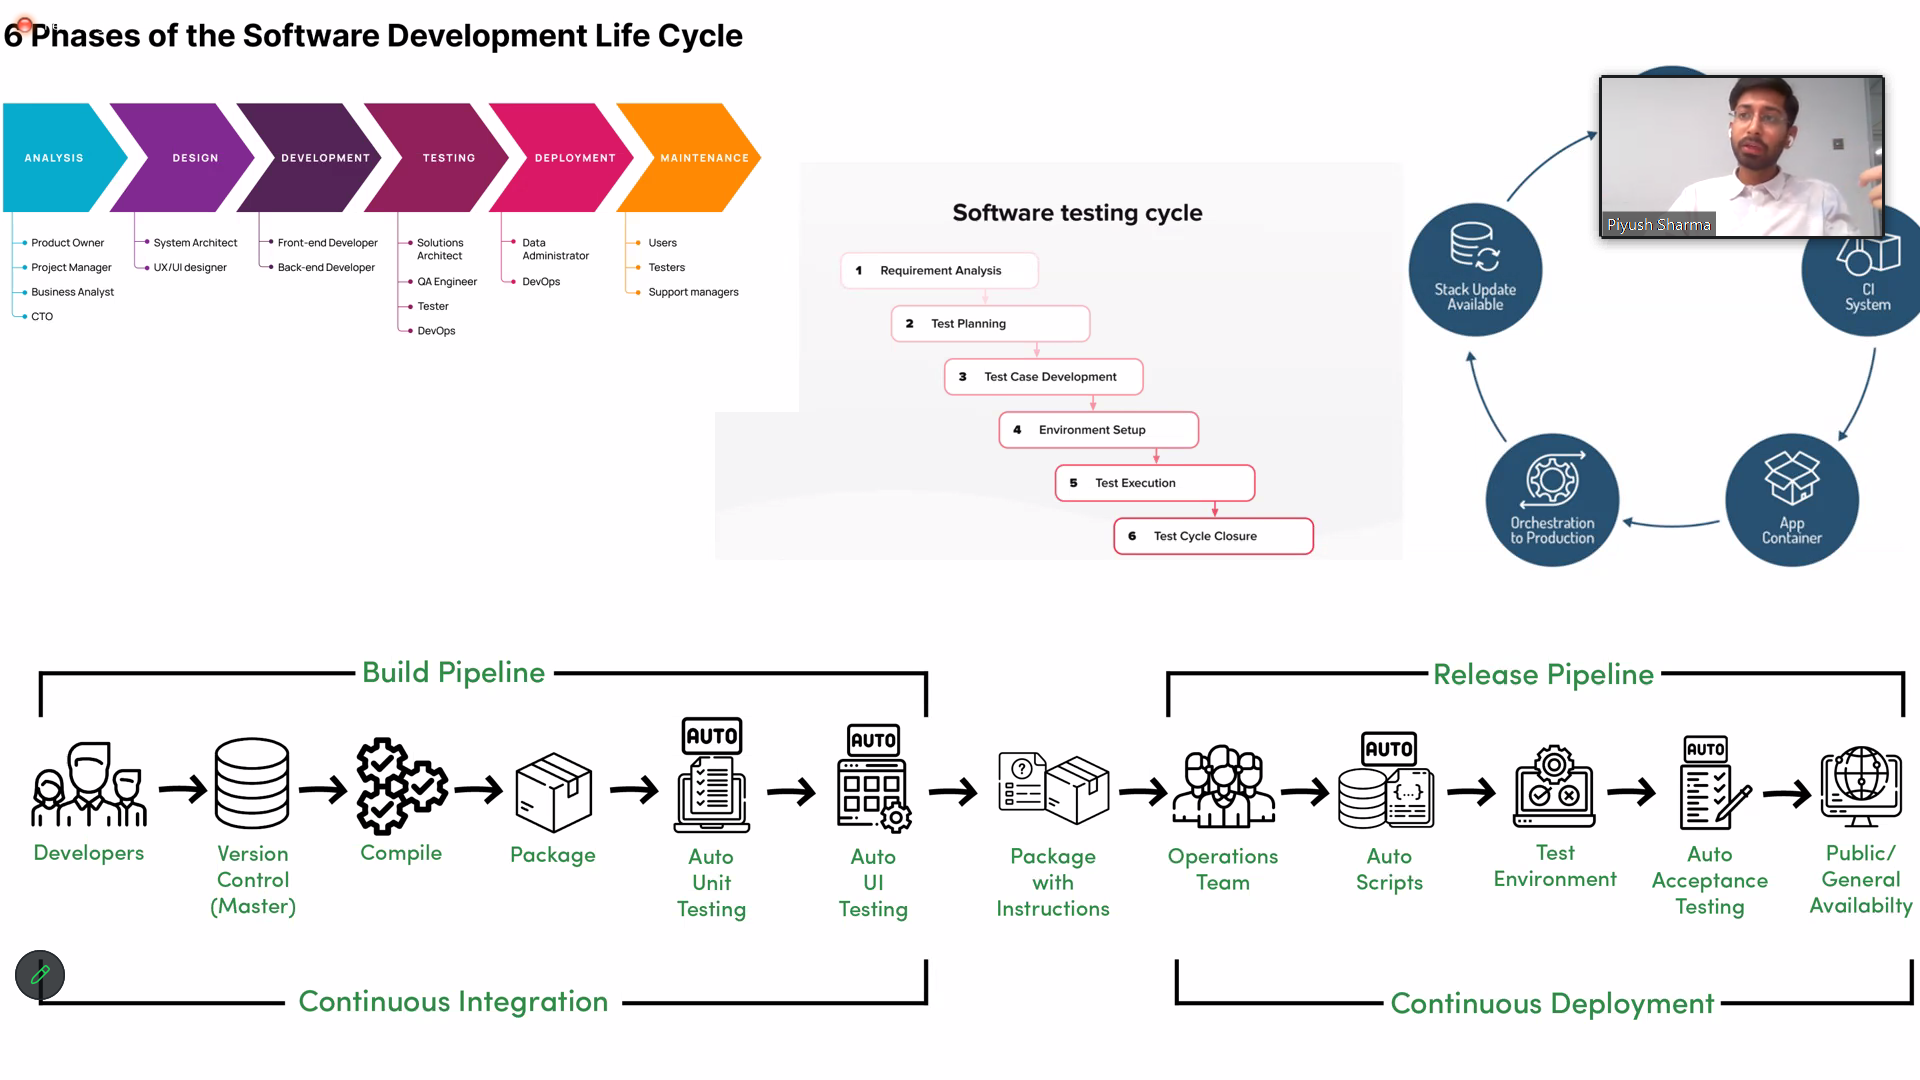 6 Phases of the Software Development Life Cycle
ANALYSIS
DESIGN
DEVELOPMENT
TESTING
DEPLOYMENT
MAINTENANCE
Product Owner
Project Manager
Business Analyst
CTO
System Architect
UX/UI designer
Front-end Developer
Back-end Developer
Solutions
Architect
QA Engineer
Tester
DevOps
Data
Administrator
DevOps
Users
Testers
Support managers
Software testing cycle
1 Requirement Analysis
2 Test Planning
3 Test Case Development
4 Environment Setup
5 Test Execution
6 Test Cycle Closure
Piyush Sharma
Stack Update
Available
CI
System
Orchestration
to Production
App
Container
Build Pipeline
Release Pipeline
AUTO
AUTO
AUTO
AUTO
{...}
?
Developers
Version
Control
(Master)
Compile
Package
Auto
Unit
Testing
Auto
UI
Testing
Package
with
Instructions
Operations
Team
Auto
Scripts
Test
Environment
Auto
Acceptance
Testing
Public/
General
Availabilty
Continuous Integration
Continuous Deployment